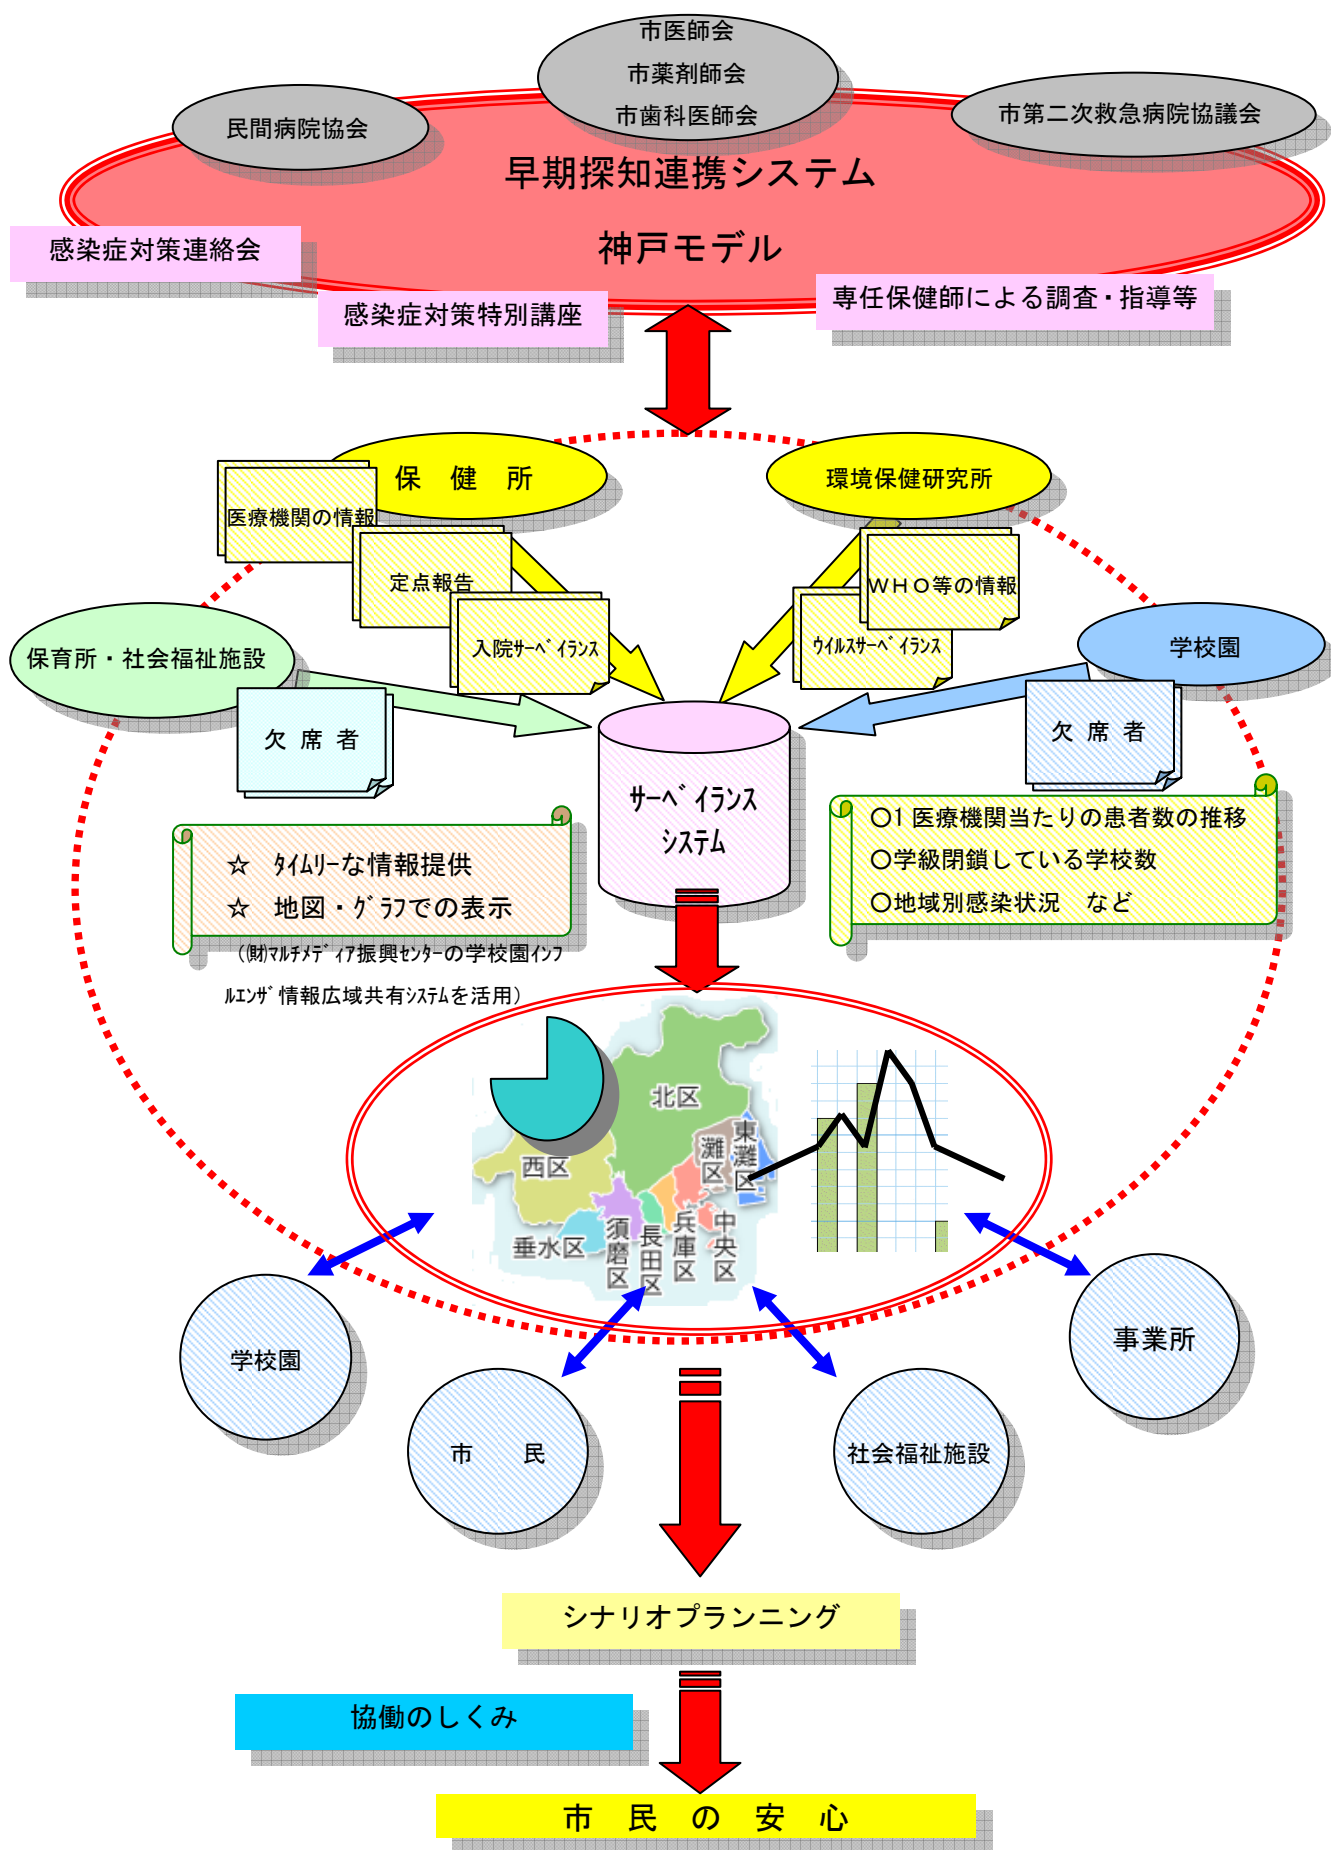 市医師会
市薬剤師会
市歯科医師会
民間病院協会
市第二次救急病院協議会
早期探知連携システム
神戸モデル
感染症対策連絡会
感染症対策特別講座
専任保健師による調査・指導等
保 健 所
環境保健研究所
医療機関の情報
定点報告
入院ｻｰﾍﾞｲﾗﾝｽ
ＷＨＯ等の情報
ｳｲﾙｽｻｰﾍﾞｲﾗﾝｽ
保育所・社会福祉施設
学校園
欠 席 者
欠 席 者
ｻｰﾍﾞｲﾗﾝｽ
ｼｽﾃﾑ
☆ ﾀｲﾑﾘｰな情報提供
☆ 地図・ｸﾞﾗﾌでの表示
（㈶ﾏﾙﾁﾒﾃﾞｨｱ振興ｾﾝﾀｰの学校園ｲﾝﾌ
ﾙｴﾝｻﾞ情報広域共有ｼｽﾃﾑを活用）
○1 医療機関当たりの患者数の推移
○学級閉鎖している学校数
○地域別感染状況　など
北区
西区
灘区
東灘区
垂水区
須磨区
長田区
兵庫区
中央区
学校園
市　民
社会福祉施設
事業所
シナリオプランニング
協働のしくみ
市 民 の 安 心